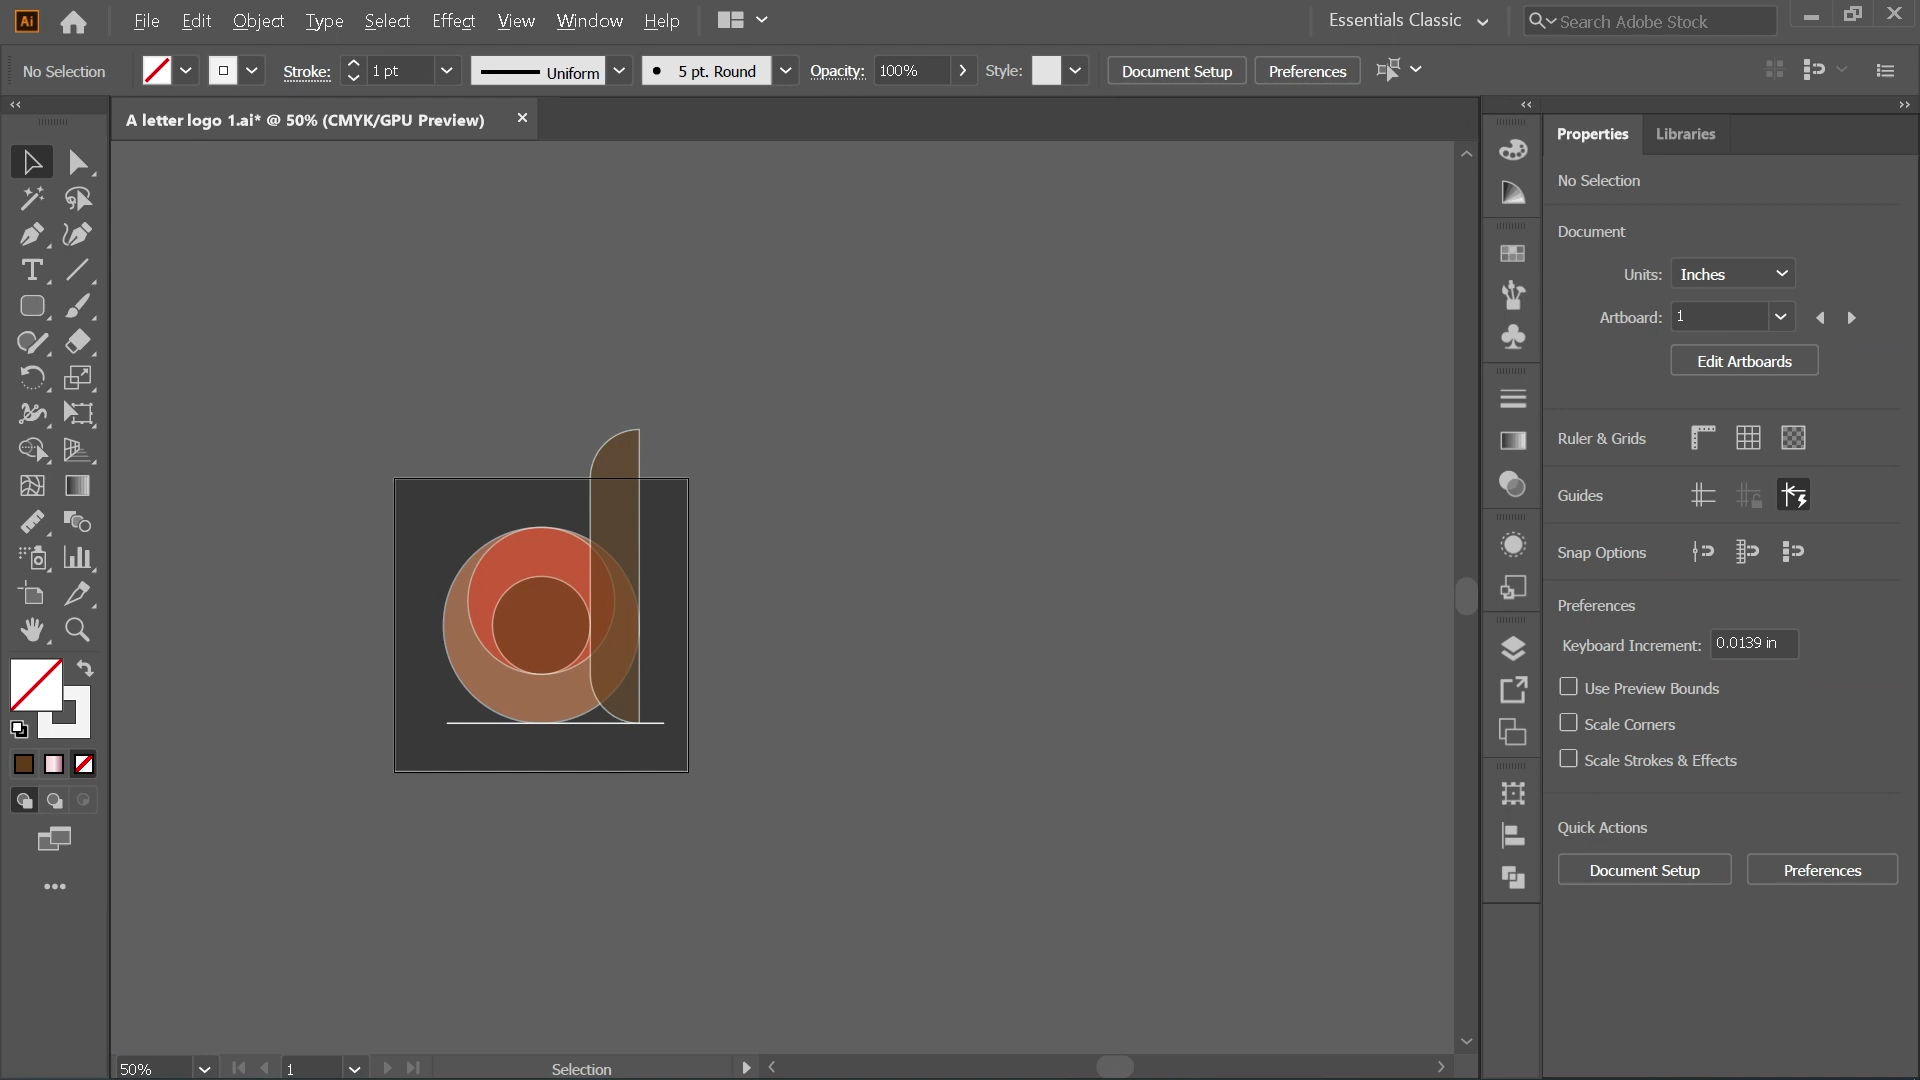 Ai
File Edit Object Type Select Effect View Window Help
Essentials Classic
Search Adobe Stock
No Selection
Stroke: 1 pt
Uniform
5 pt. Round
Opacity: 100%
Style:
Document Setup
Preferences
A letter logo 1.ai* @ 50% (CMYK/GPU Preview)
Properties Libraries
No Selection
Document
Units: Inches
Artboard: 1
Edit Artboards
Ruler & Grids
Guides
Snap Options
Preferences
Keyboard Increment: 0.0139 in
Use Preview Bounds
Scale Corners
Scale Strokes & Effects
Quick Actions
Document Setup Preferences
50% 1 Selection